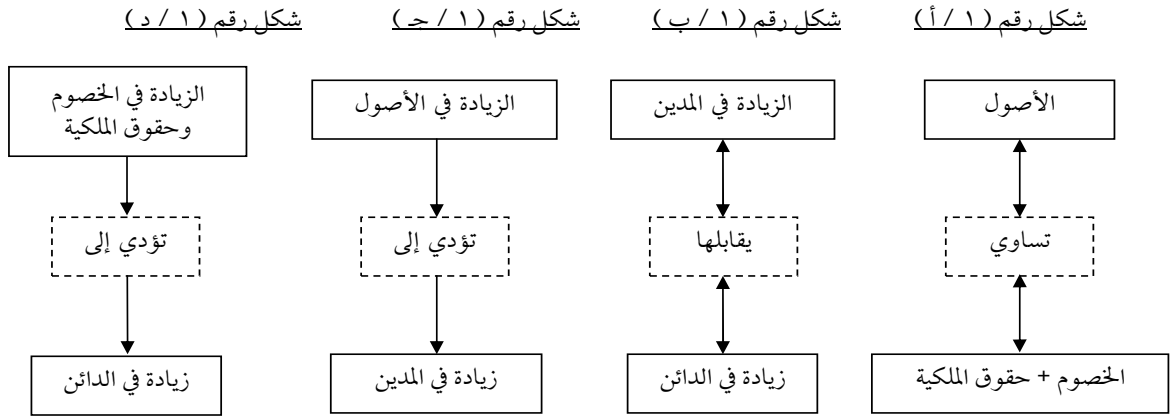 شكل رقم ( ١ / أ )
شكل رقم ( ١ / ب )
شكل رقم ( ١ / جـ )
شكل رقم ( ١ / د )
الأصول
تساوي
الخصوم + حقوق الملكية
الزيادة في المدين
يقابلها
زيادة في الدائن
الزيادة في الأصول
تؤدي إلى
زيادة في المدين
الزيادة في الخصوم
وحقوق الملكية
تؤدي إلى
زيادة في الدائن